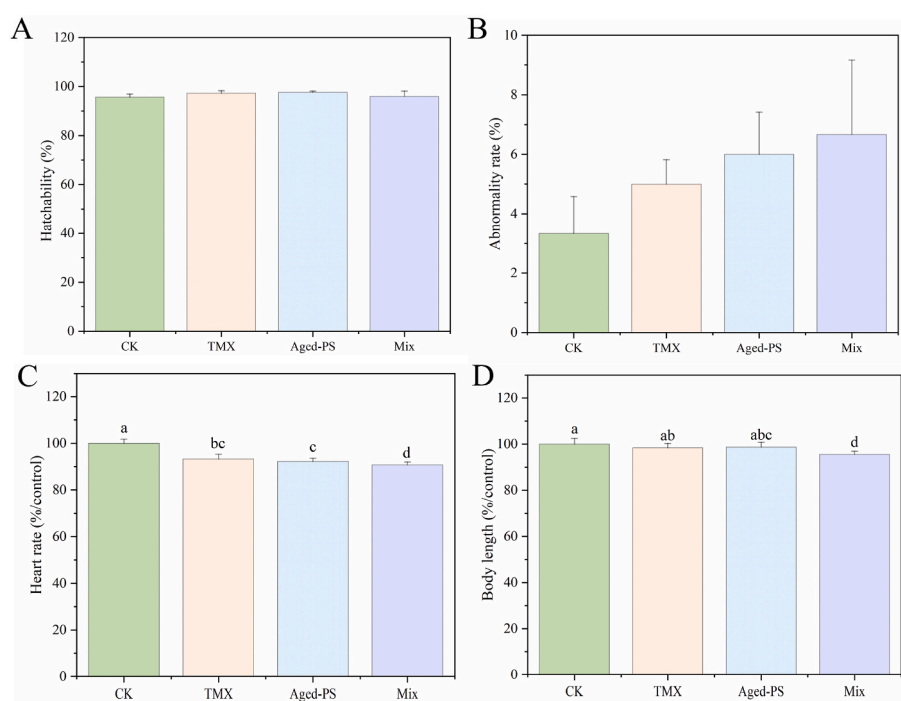 A
Hatchability (%)
120
100
80
60
40
20
0
CK TMX Aged-PS Mix
B
Abnormality rate (%)
10
8
6
4
2
0
CK TMX Aged-PS Mix
C
Heart rate (%/control)
120
100
80
60
40
20
0
a bc c d
CK TMX Aged-PS Mix
D
Body length (%/control)
120
100
80
60
40
20
0
a ab abc d
CK TMX Aged-PS Mix